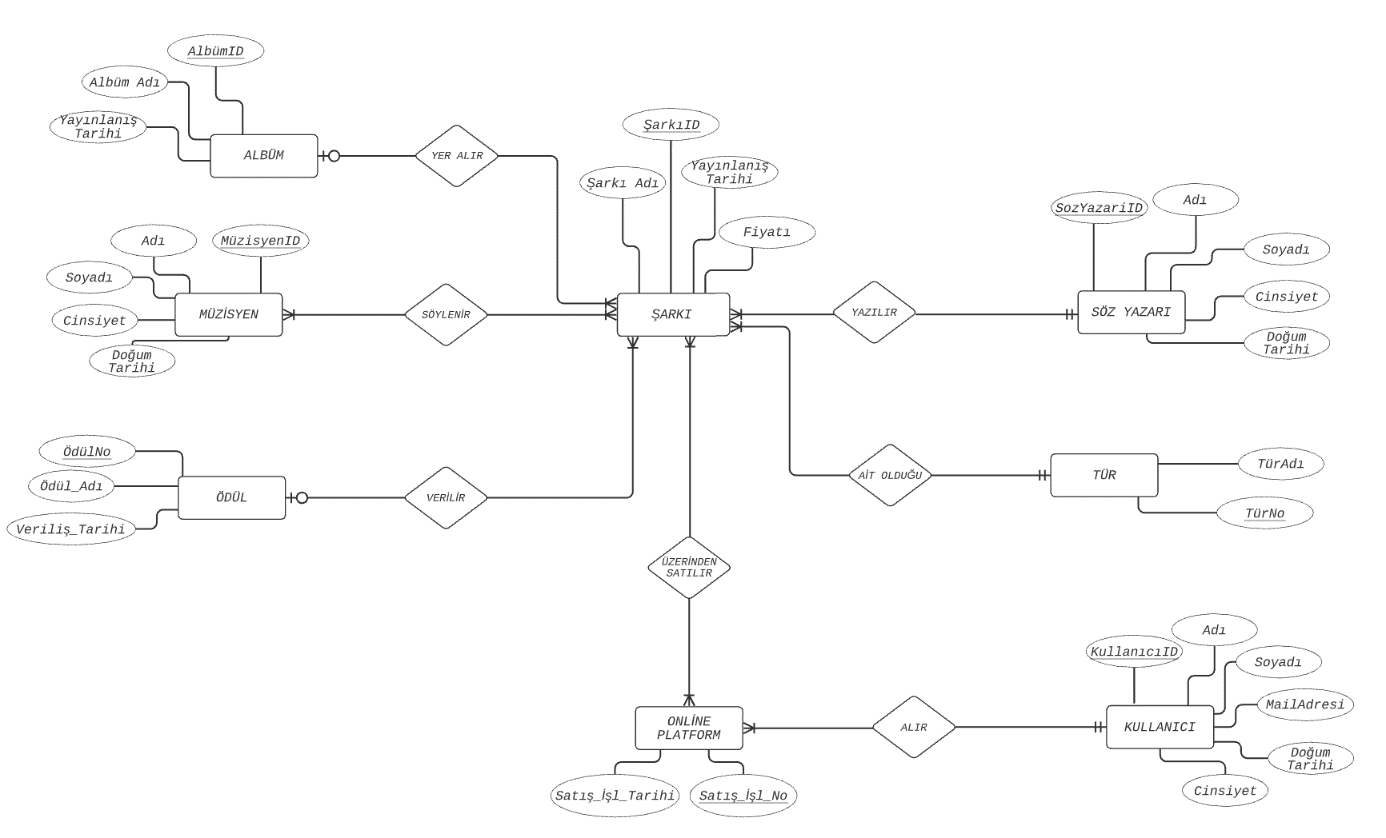 AlbümID
Albüm Adı
Yayınlanış
Tarihi
ALBÜM
YER ALIR
ŞarkıID
Şarkı Adı
Yayınlanış
Tarihi
Fiyatı
SozYazariID
Adı
Soyadı
Cinsiyet
Doğum
Tarihi
Adı
MüzisyenID
Soyadı
Cinsiyet
Doğum
Tarihi
MÜZİSYEN
SÖYLENİR
ŞARKI
YAZILIR
SÖZ YAZARI
ÖdülNo
Ödül_Adı
Veriliş_Tarihi
ÖDÜL
VERİLİR
AİT OLDUĞU
TÜR
TürAdı
TürNo
ÜZERİNDEN
SATILIR
ONLİNE
PLATFORM
Satış_İşl_Tarihi
Satış_İşl_No
ALIR
KullanıcıID
Adı
Soyadı
MailAdresi
Doğum
Tarihi
Cinsiyet
KULLANICI